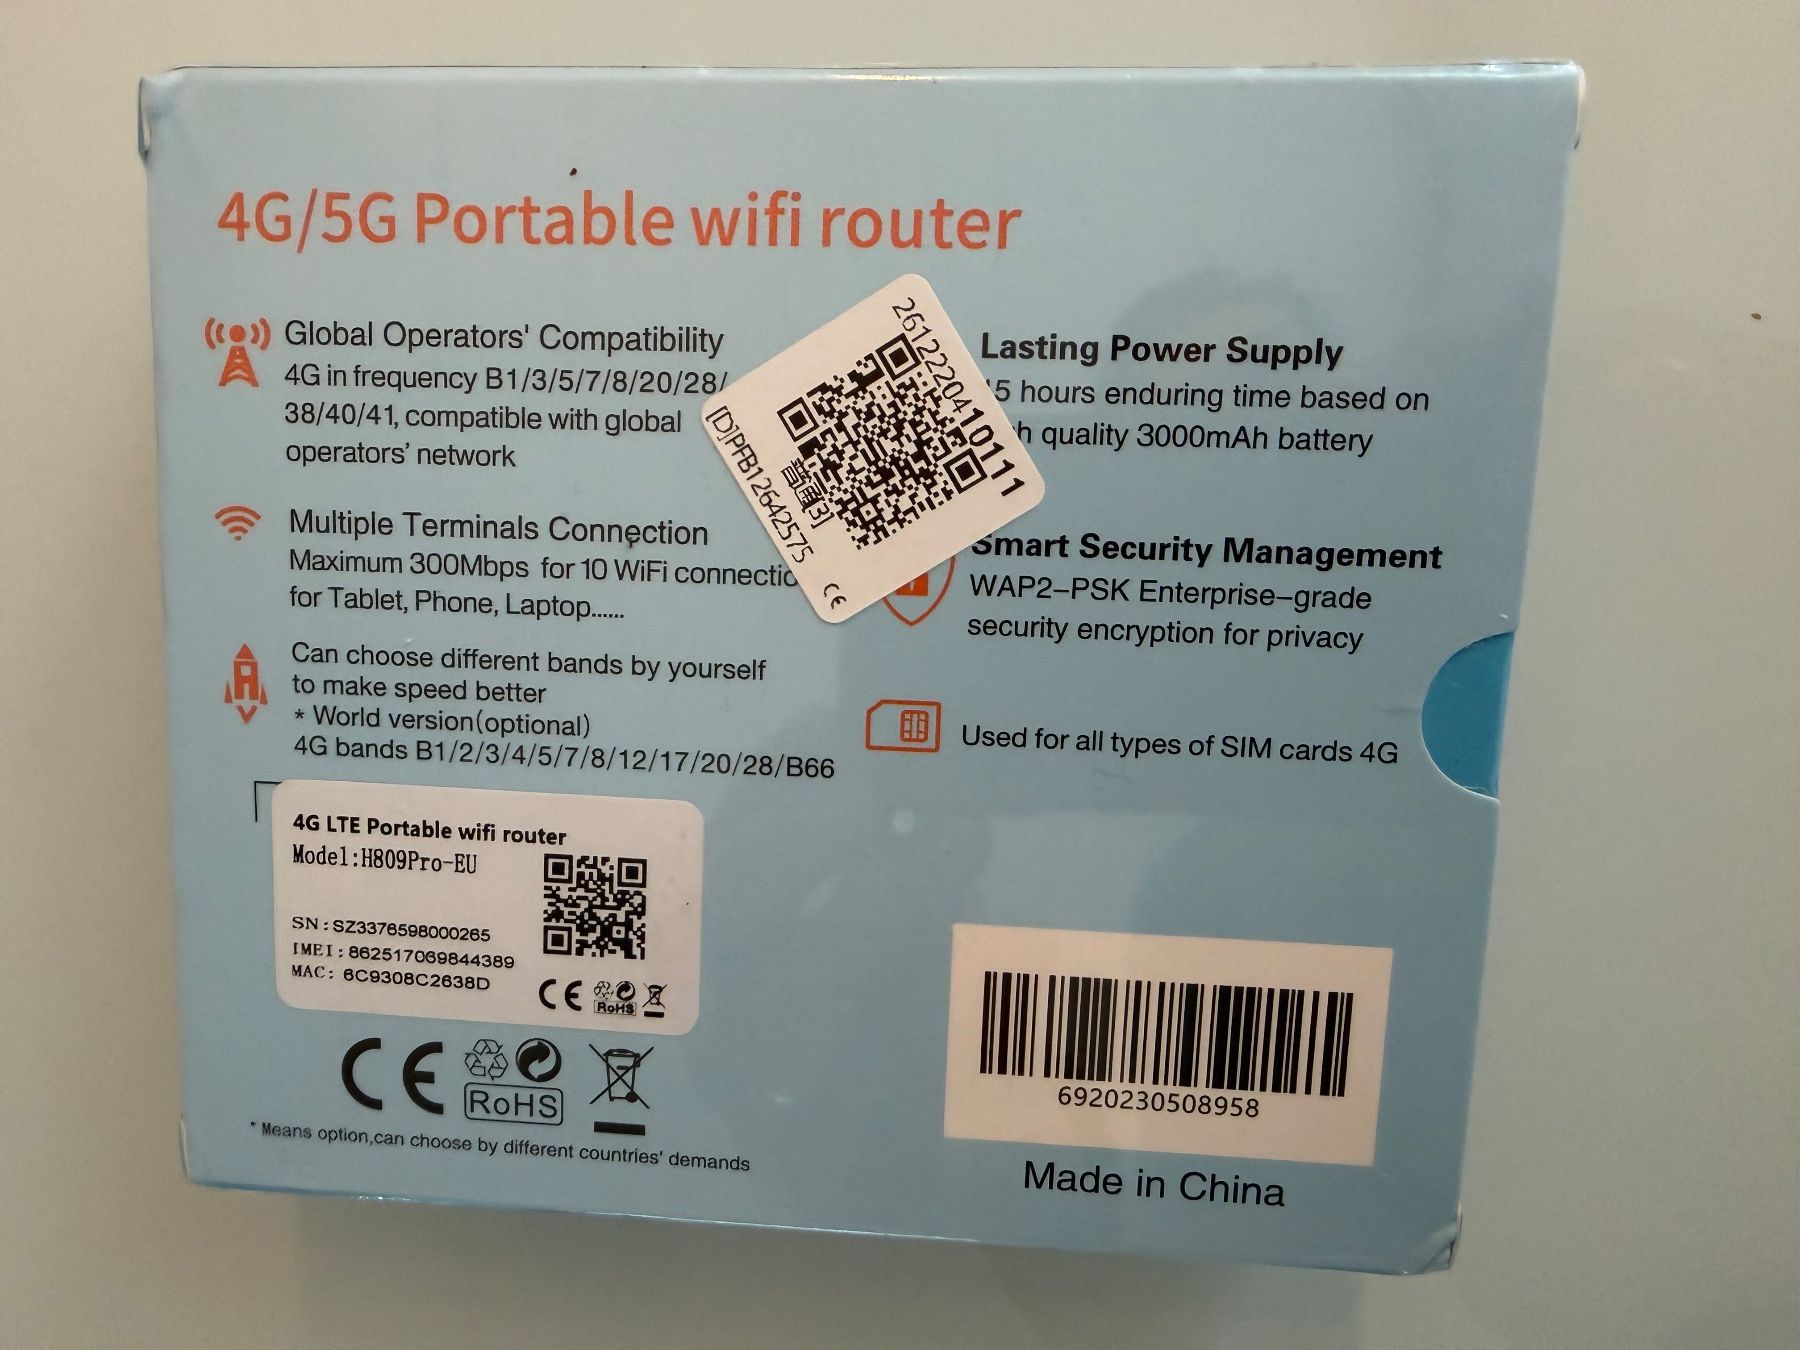 4G/5G Portable wifi router
Global Operators' Compatibility
4G in frequency B1/3/5/7/8/20/28/
38/40/41, compatible with global
operators' network
Multiple Terminals Connection
Maximum 300Mbps for 10 WiFi
for Tablet, Phone, Laptop......
Can choose different bands by yourself
to make speed better
* World version(optional)
4G bands B1/2/3/4/5/7/8/12/17/20/28/B66
2612220410111
[D]PFB12642575
普通[3]
CE
Lasting Power Supply
5 hours enduring time based on
quality 3000mAh battery
Smart Security Management
WAP2-PSK Enterprise-grade
security encryption for privacy
Used for all types of SIM cards 4G
4G LTE Portable wifi router
Model:H809Pro-EU
SN:SZ3376598000265
IMEI:862517069844389
MAC: 6C9308C2638D
CE
RoHS
CE
RoHS
* Means option,can choose by different countries' demands
6920230508958
Made in China